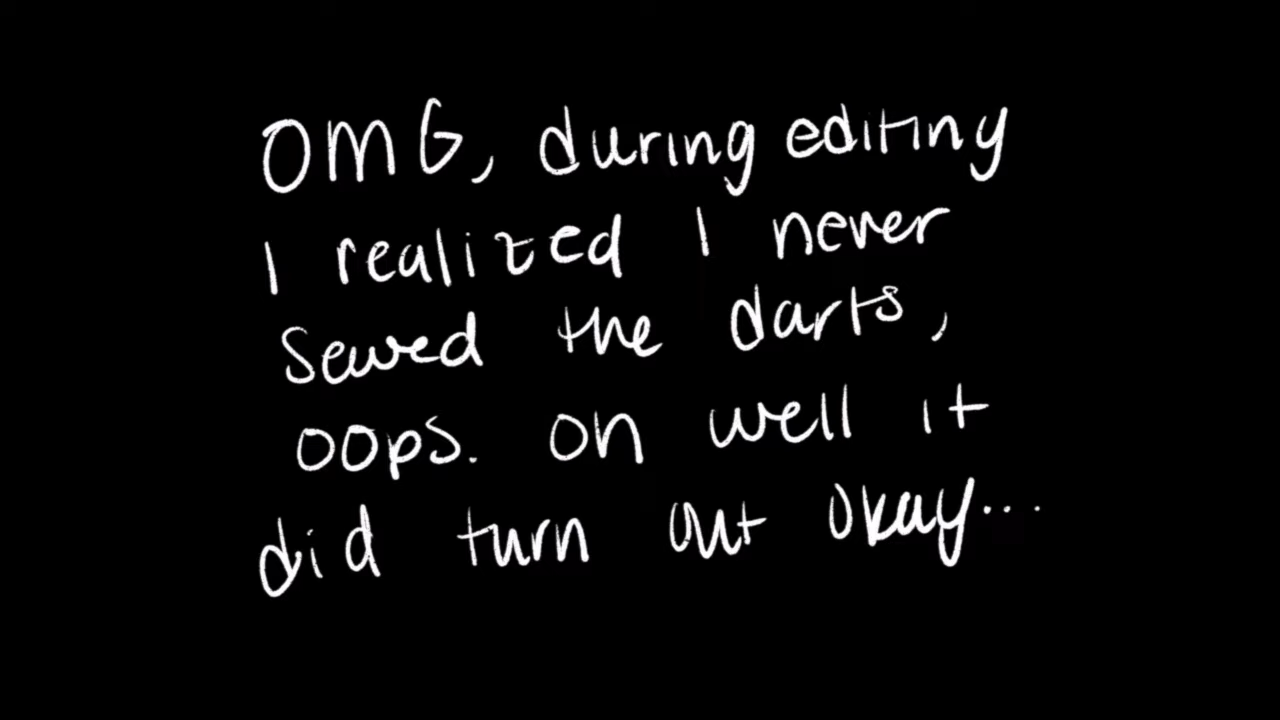 OMG, during editing
I realized I never
sewed the darts,
oops. oh well it
did turn out okay...